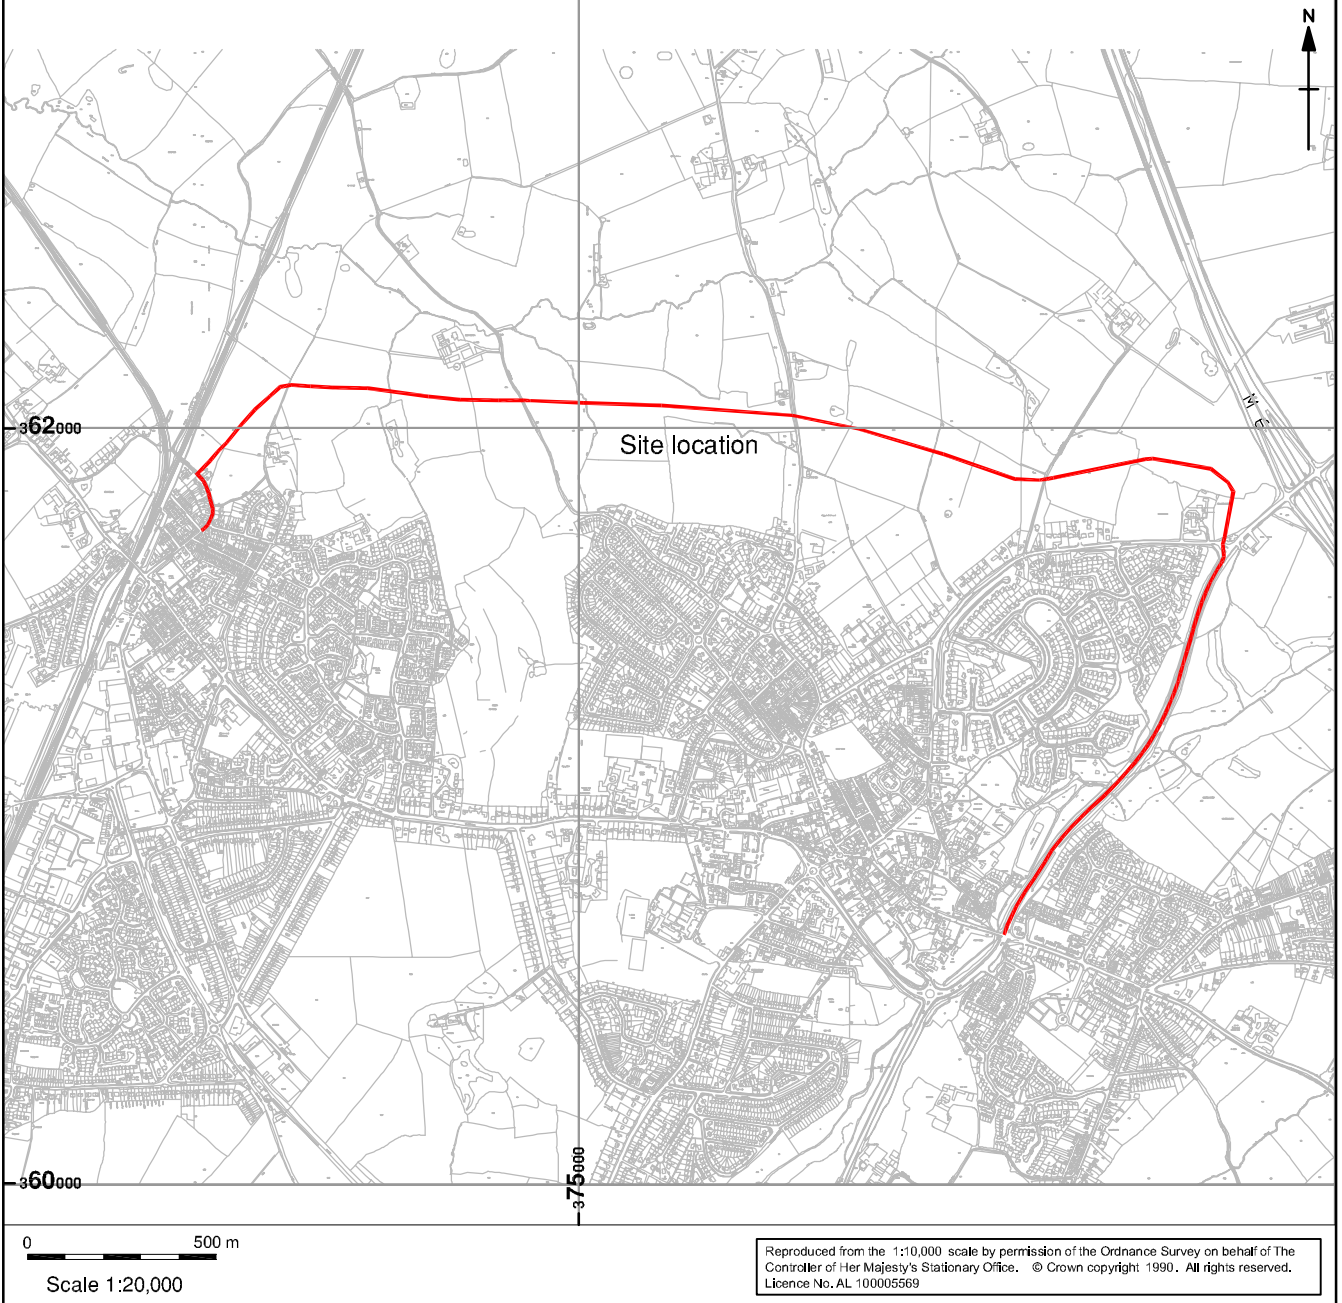 N
M 6
362000
Site location
360000
375000
0 500 m
Scale 1:20,000
Reproduced from the 1:10,000 scale by permission of the Ordnance Survey on behalf of The
Controller of Her Majesty's Stationary Office. © Crown copyright 1990. All rights reserved.
Licence No. AL 100005569